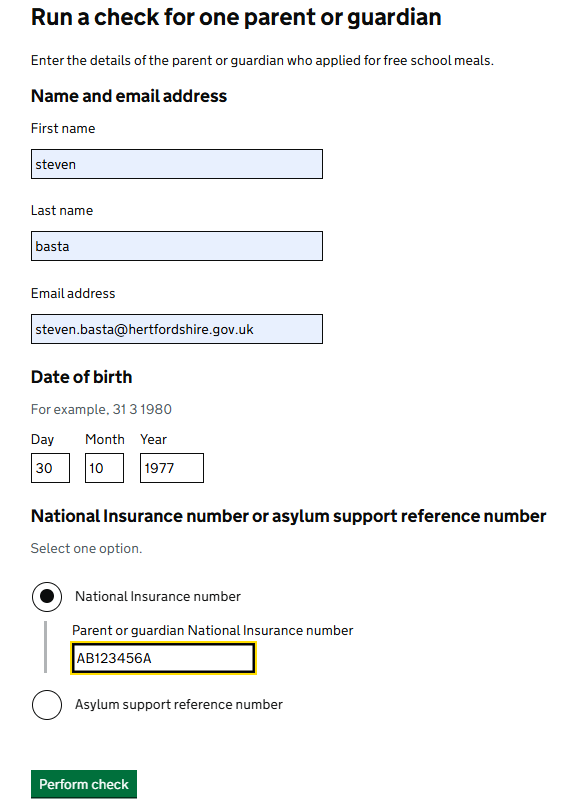 Run a check for one parent or guardian
Enter the details of the parent or guardian who applied for free school meals.
Name and email address
First name
steven
Last name
basta
Email address
steven.basta@hertfordshire.gov.uk
Date of birth
For example, 31 3 1980
Day Month Year
30 10 1977
National Insurance number or asylum support reference number
Select one option.
National Insurance number
Parent or guardian National Insurance number
AB123456A
Asylum support reference number
Perform check